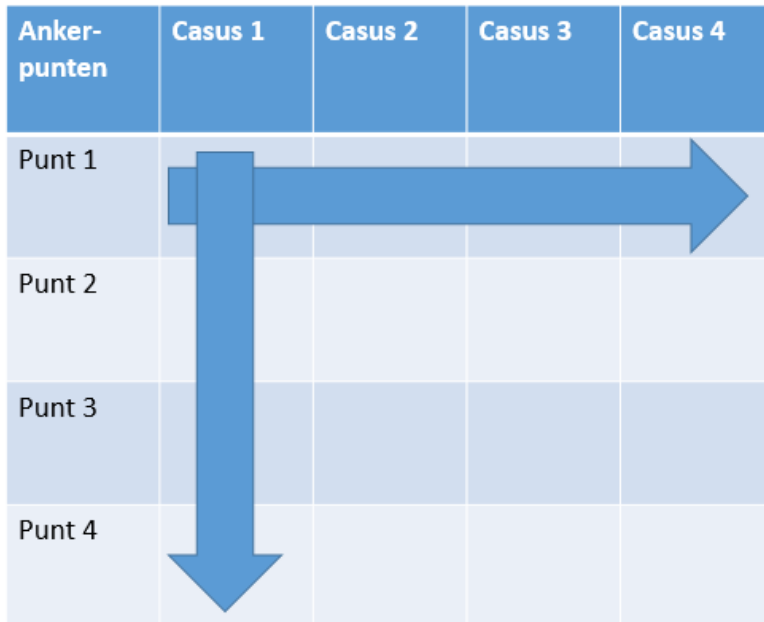 Anker-
punten
Casus 1
Casus 2
Casus 3
Casus 4
Punt 1
Punt 2
Punt 3
Punt 4